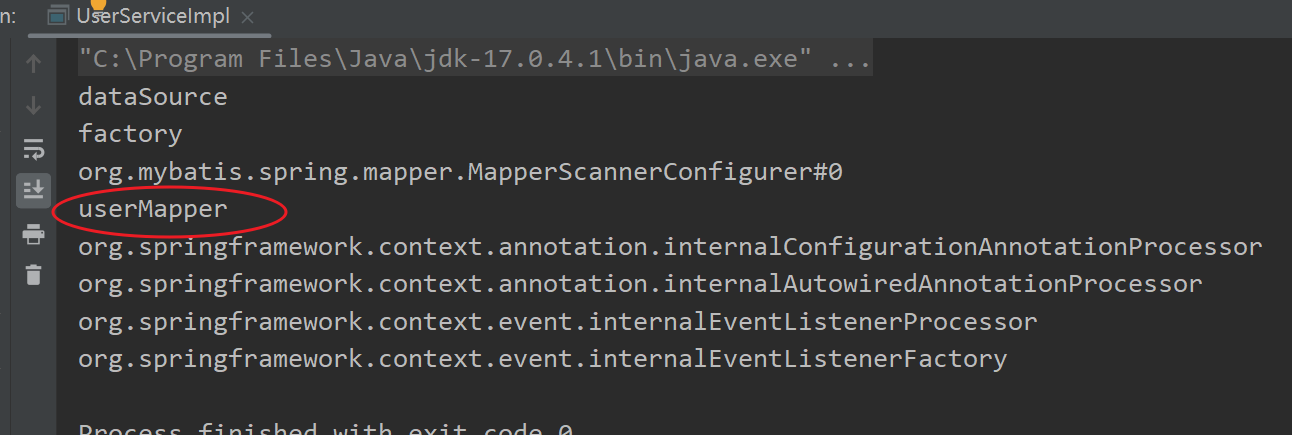 n: UserServiceImpl ×
"C:\Program Files\Java\jdk-17.0.4.1\bin\java.exe" ...
dataSource
factory
org.mybatis.spring.mapper.MapperScannerConfigurer#0
userMapper
org.springframework.context.annotation.internalConfigurationAnnotationProcessor
org.springframework.context.annotation.internalAutowiredAnnotationProcessor
org.springframework.context.event.internalEventListenerProcessor
org.springframework.context.event.internalEventListenerFactory
Process finished with exit code 0